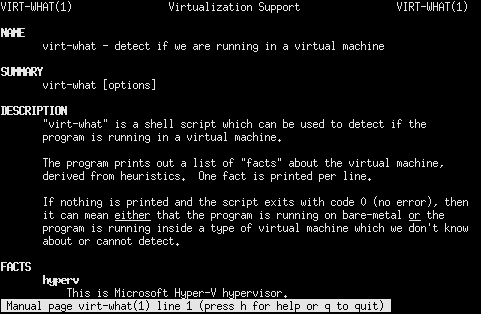 VIRT-WHAT(1) Virtualization Support VIRT-WHAT(1)
NAME
virt-what - detect if we are running in a virtual machine
SUMMARY
virt-what [options]
DESCRIPTION
"virt-what" is a shell script which can be used to detect if the
program is running in a virtual machine.
The program prints out a list of "facts" about the virtual machine,
derived from heuristics. One fact is printed per line.
If nothing is printed and the script exits with code 0 (no error), then
it can mean either that the program is running on bare-metal or the
program is running inside a type of virtual machine which we don't know
about or cannot detect.
FACTS
hyperv
This is Microsoft Hyper-V hypervisor.
Manual page virt-what(1) line 1 (press h for help or q to quit)